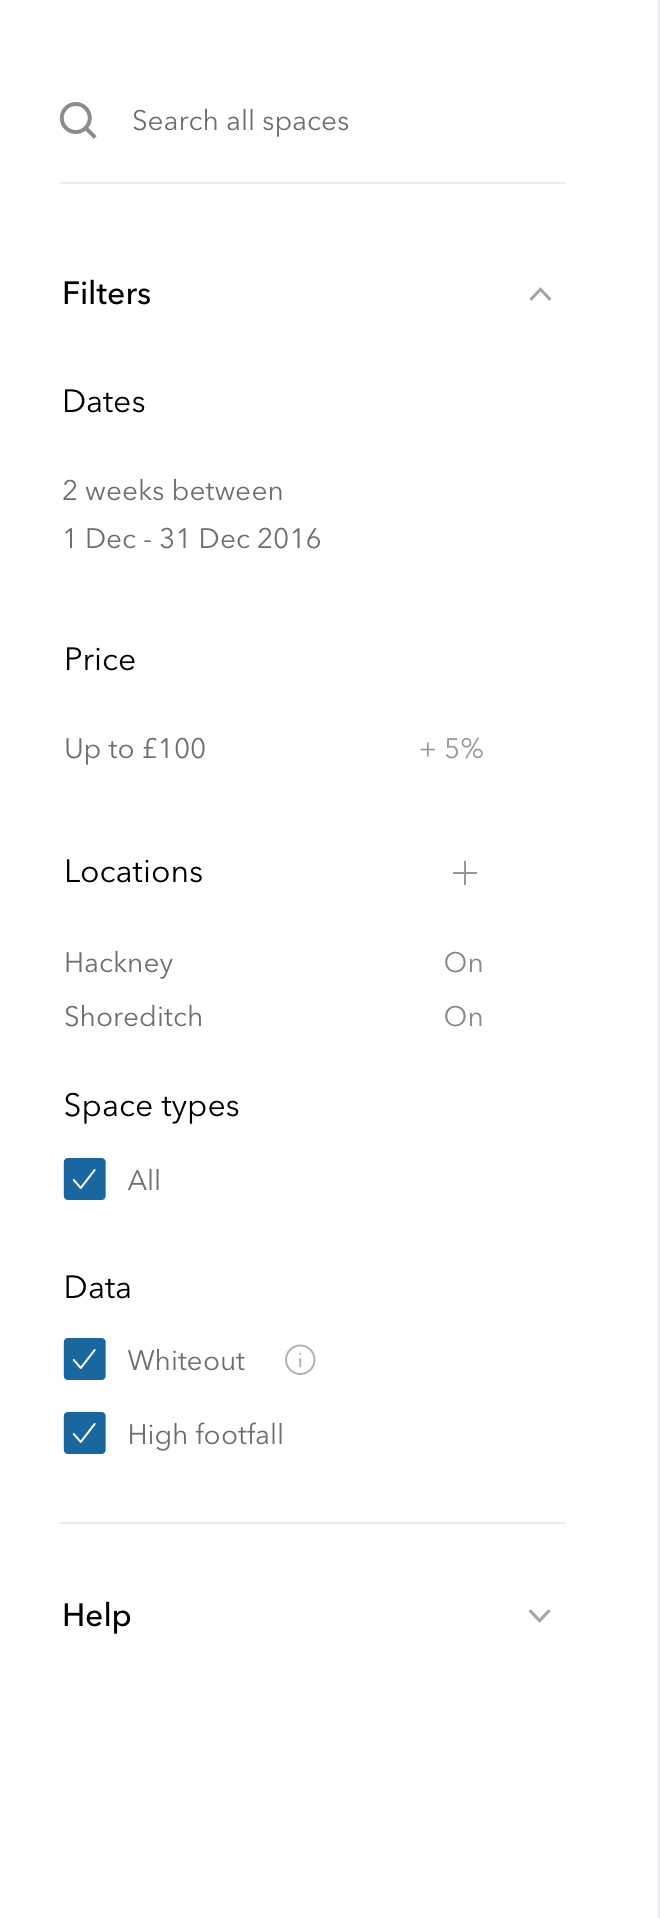 Search all spaces
Filters
Dates
2 weeks between
1 Dec - 31 Dec 2016
Price
Up to £100 + 5%
Locations +
Hackney On
Shoreditch On
Space types
All
Data
Whiteout i
High footfall
Help